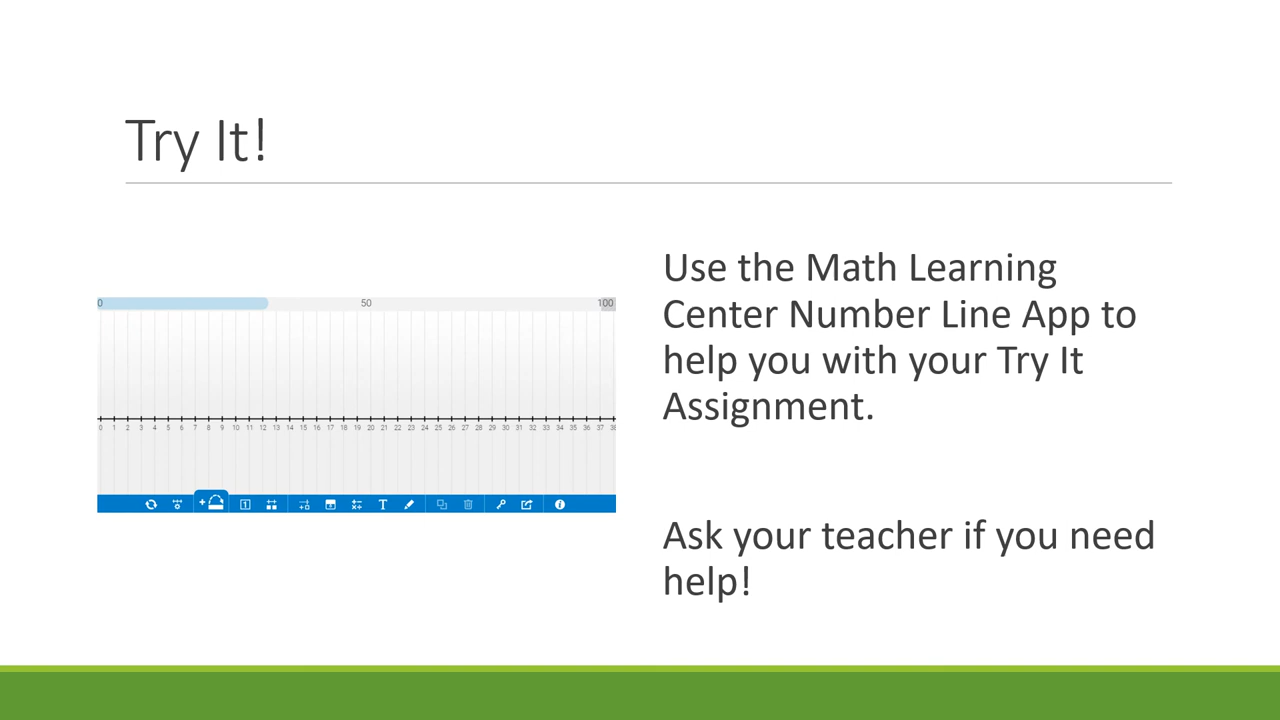 Try It!
0 50 100
0 1 2 3 4 5 6 7 8 9 10 11 12 13 14 15 16 17 18 19 20 21 22 23 24 25 26 27 28 29 30 31 32 33 34 35 36 37 38
1
T
Use the Math Learning
Center Number Line App to
help you with your Try It
Assignment.
Ask your teacher if you need
help!